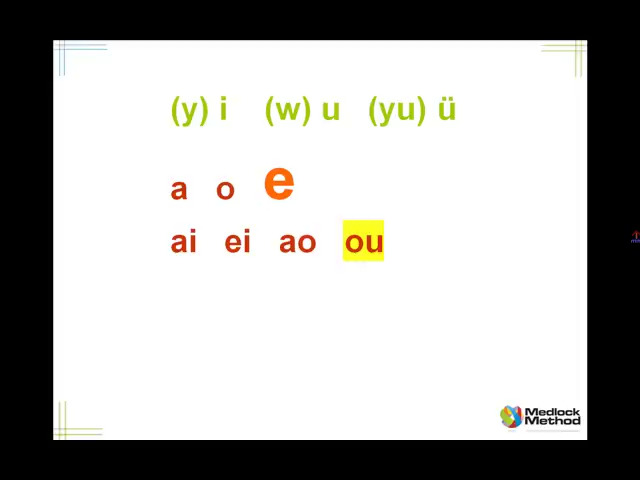 (y) i (w) u (yu) ü
a o e
ai ei ao ou
Medlock
Method